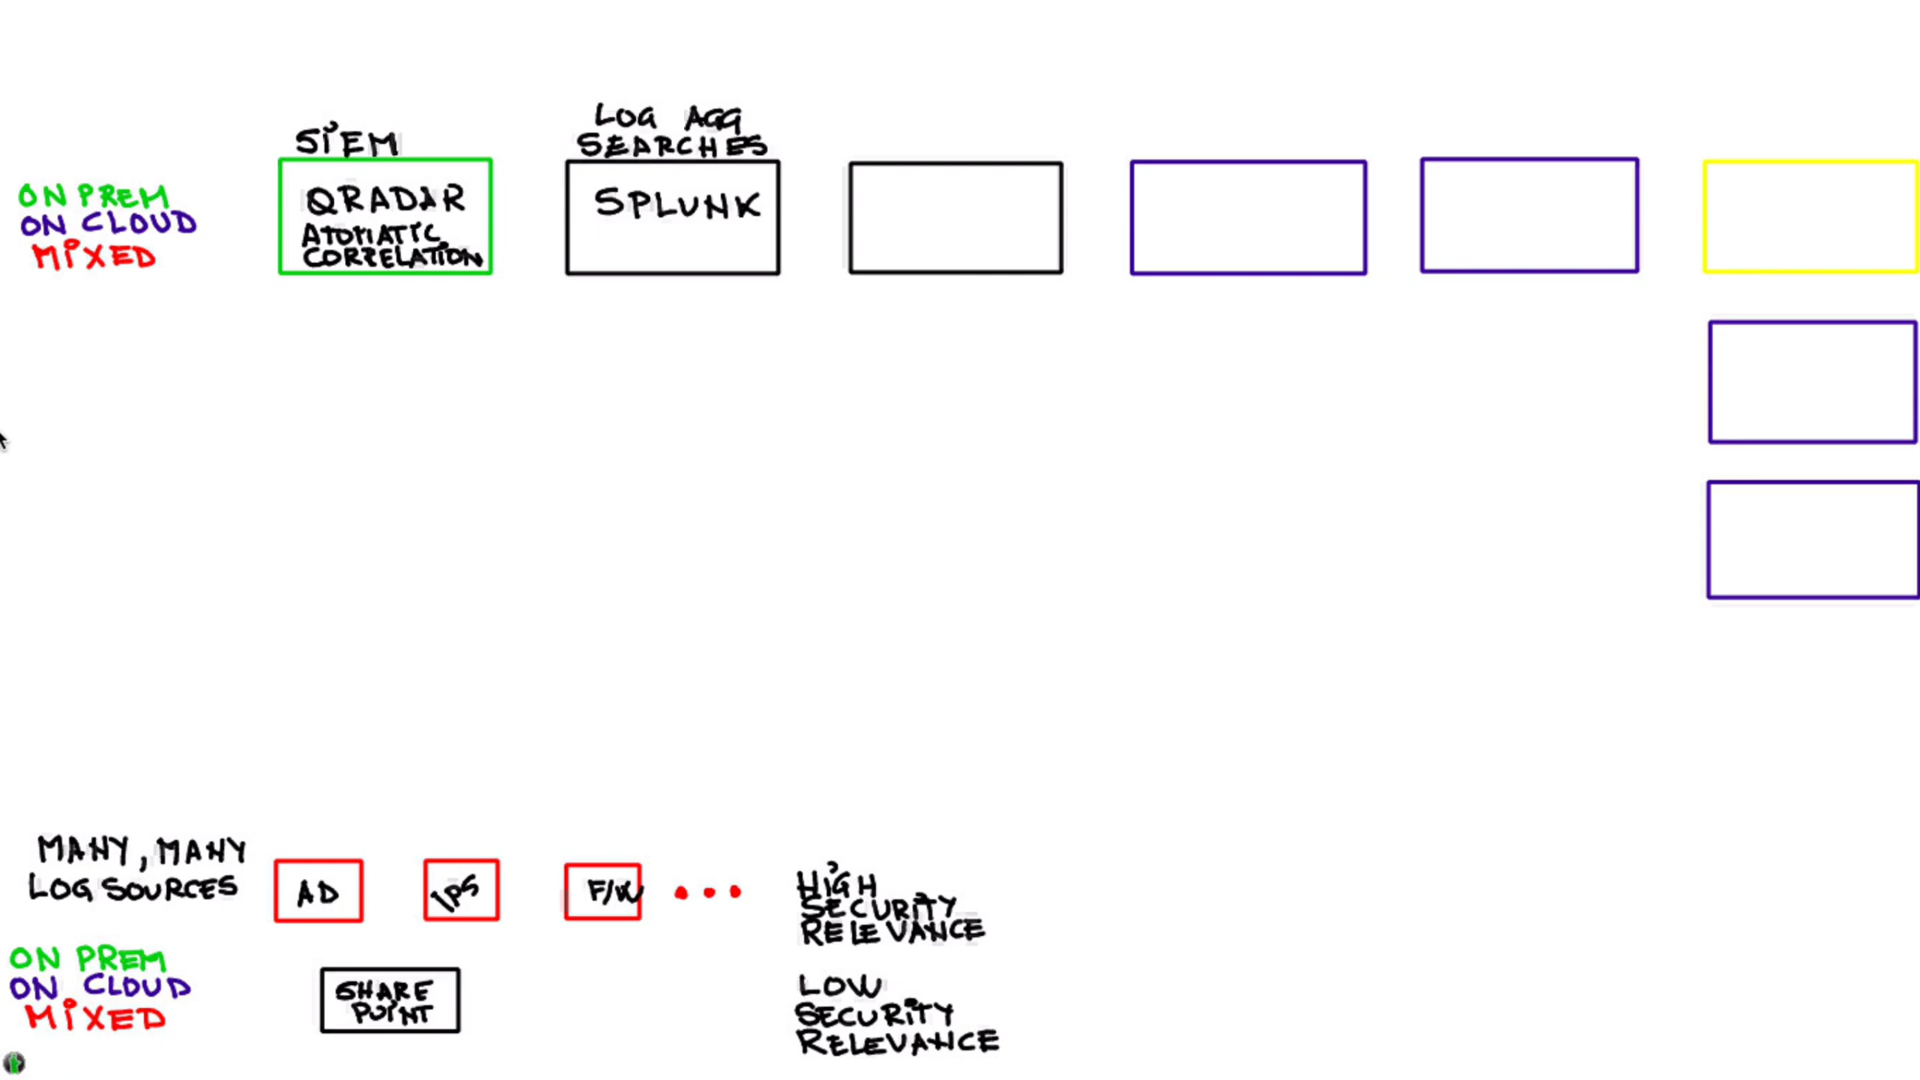 SIEM
LOG AGG
SEARCHES
ON PREM
ON CLOUD
MIXED
QRADAR
ATOMATIC
CORRELATION
SPLUNK
MANY, MANY
LOG SOURCES
AD
IPS
F/W
HIGH
SECURITY
RELEVANCE
ON PREM
ON CLOUD
MIXED
SHARE
POINT
LOW
SECURITY
RELEVANCE